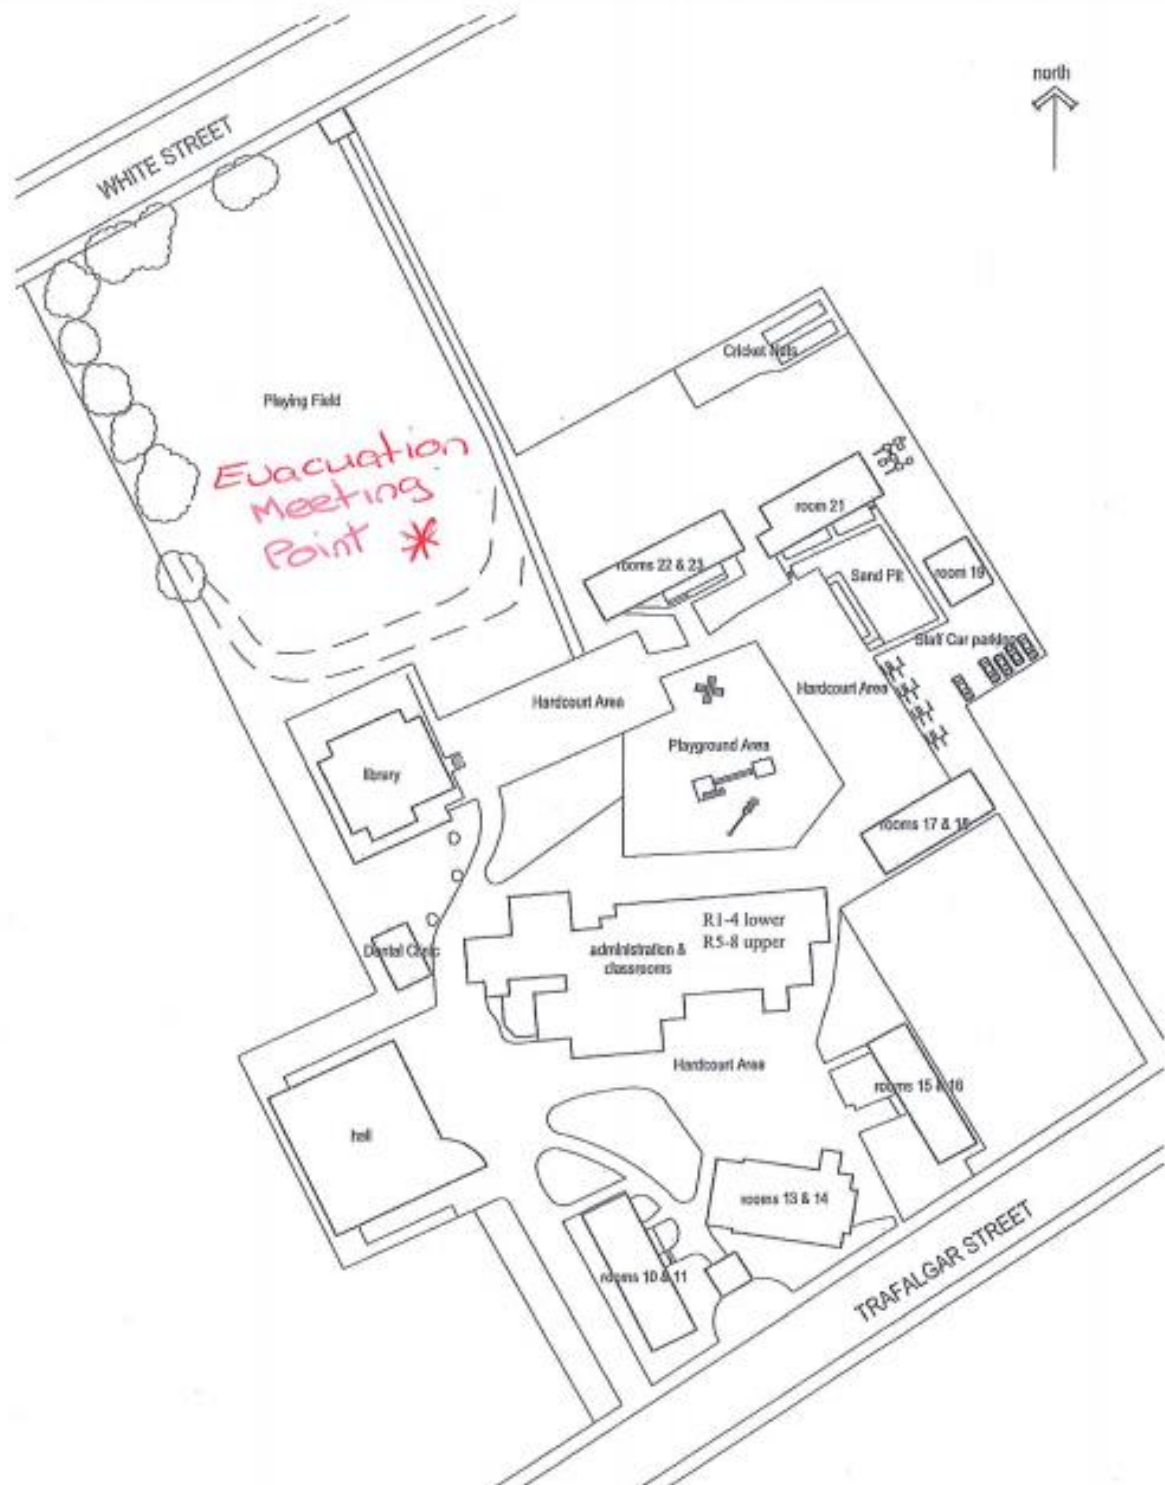 north
WHITE STREET
Cricket Nets
Playing Field
Evacuation
Meeting
Point *
room 21
rooms 22 & 23
Sand Pit
room 19
Staff Car parking
Hardcourt Area
Hardcourt Area
Playground Area
library
rooms 17 & 18
R1-4 lower
R5-8 upper
administration &
classrooms
Dental Clinic
Hardcourt Area
rooms 15 & 16
hall
rooms 13 & 14
rooms 10 & 11
TRAFALGAR STREET